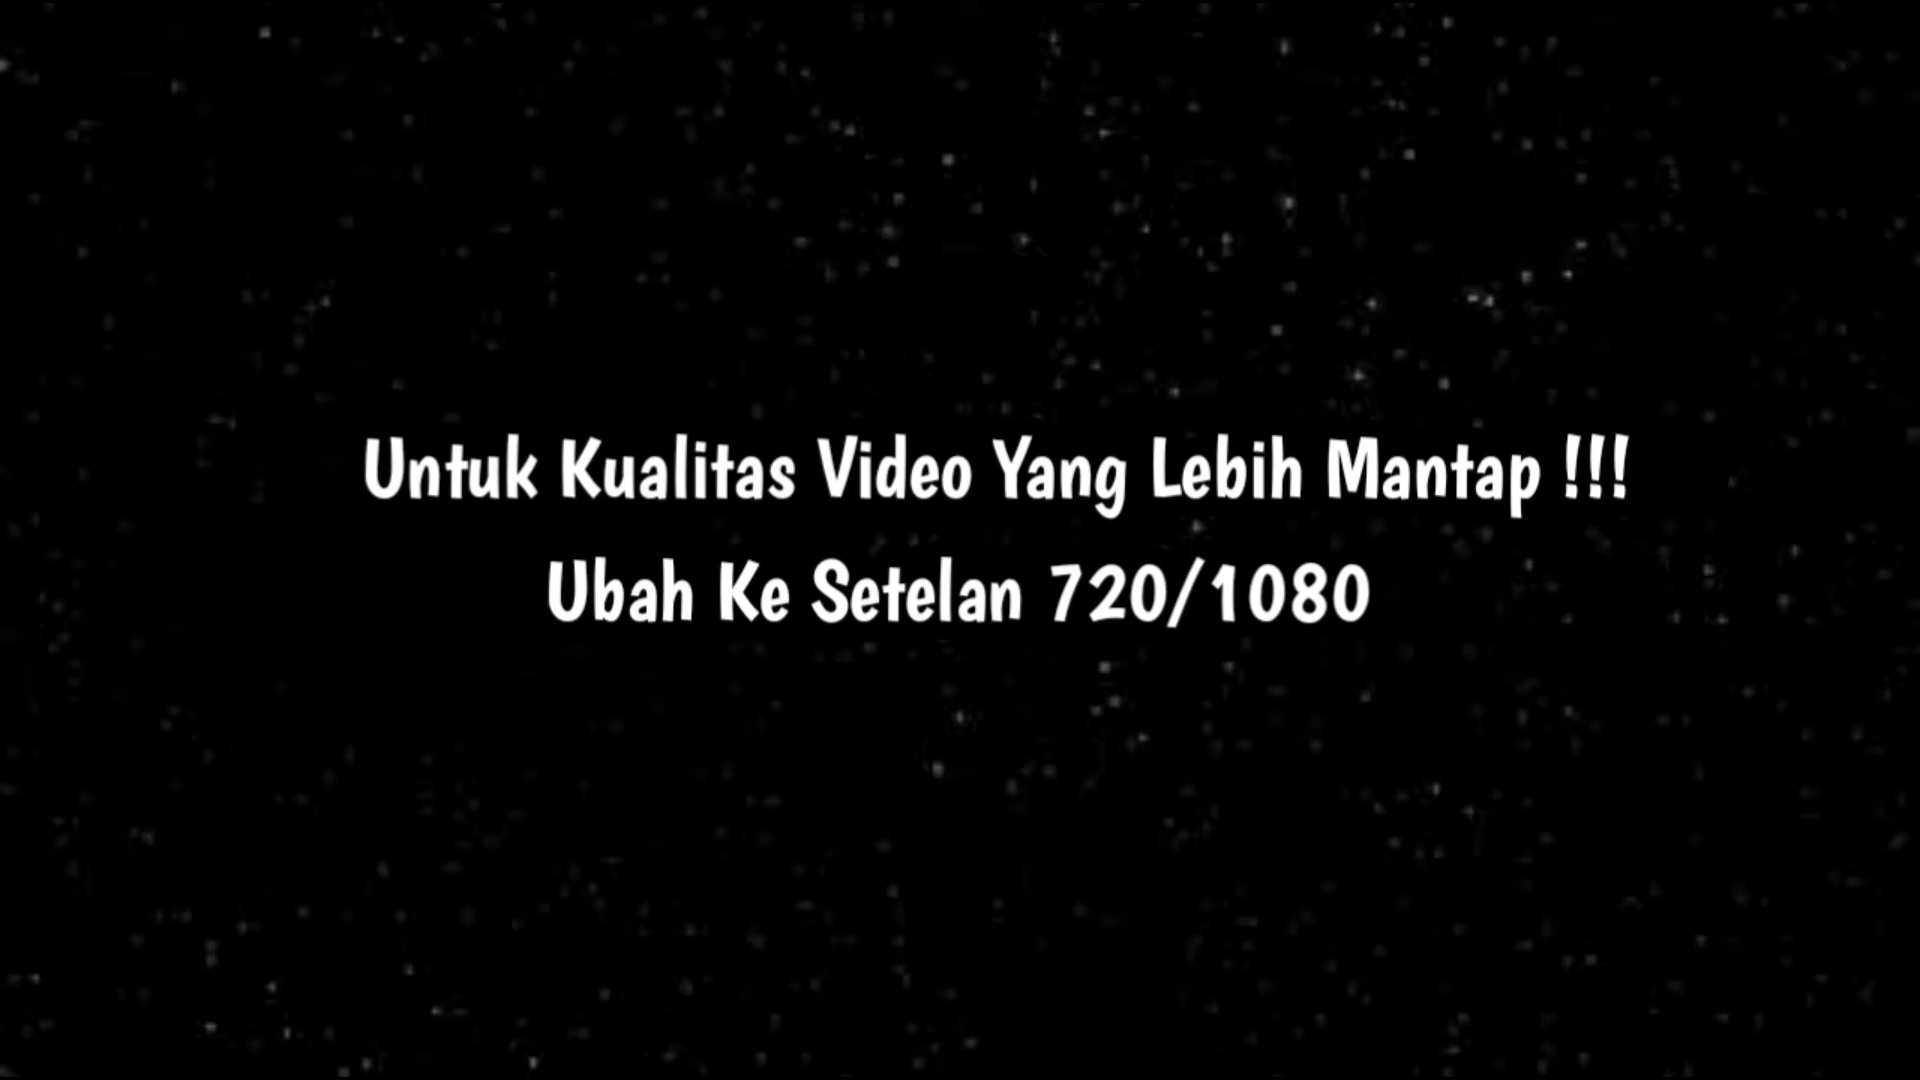 Untuk Kualitas Video Yang Lebih Mantap !!!
Ubah Ke Setelan 720/1080